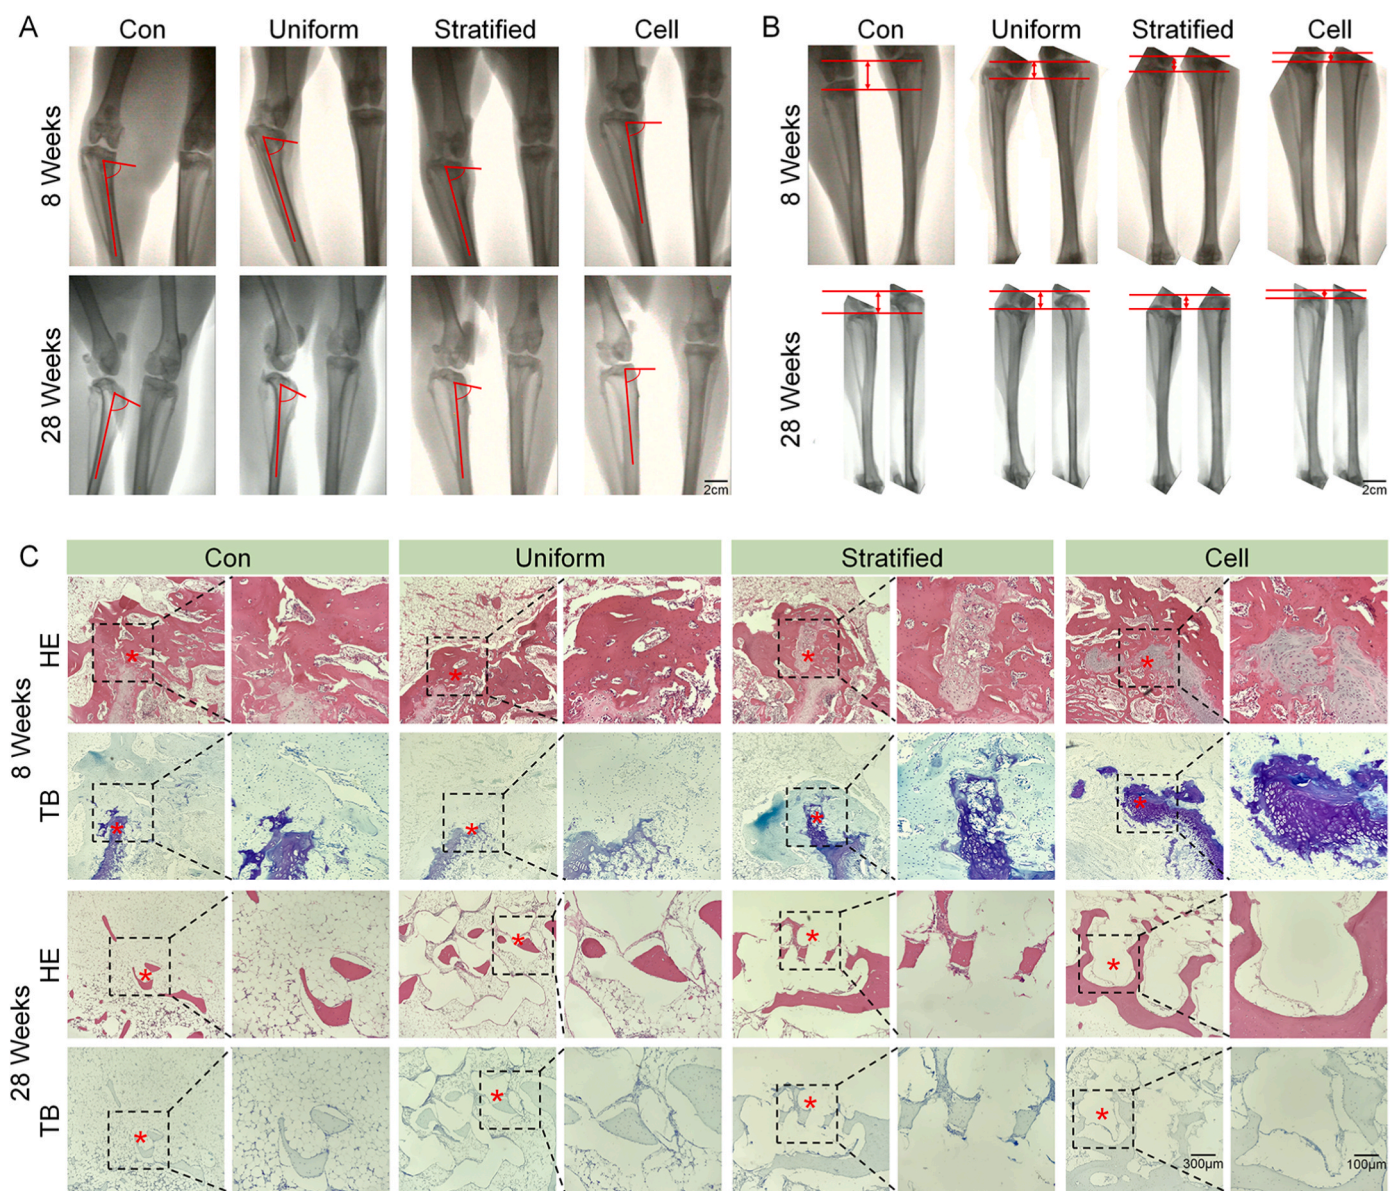 A
Con Uniform Stratified Cell
8 Weeks
28 Weeks
2cm
B
Con Uniform Stratified Cell
8 Weeks
28 Weeks
2cm
C
Con Uniform Stratified Cell
8 Weeks
HE
*
*
*
*
TB
*
*
*
*
28 Weeks
HE
*
*
*
*
TB
*
*
*
*
300μm 100μm